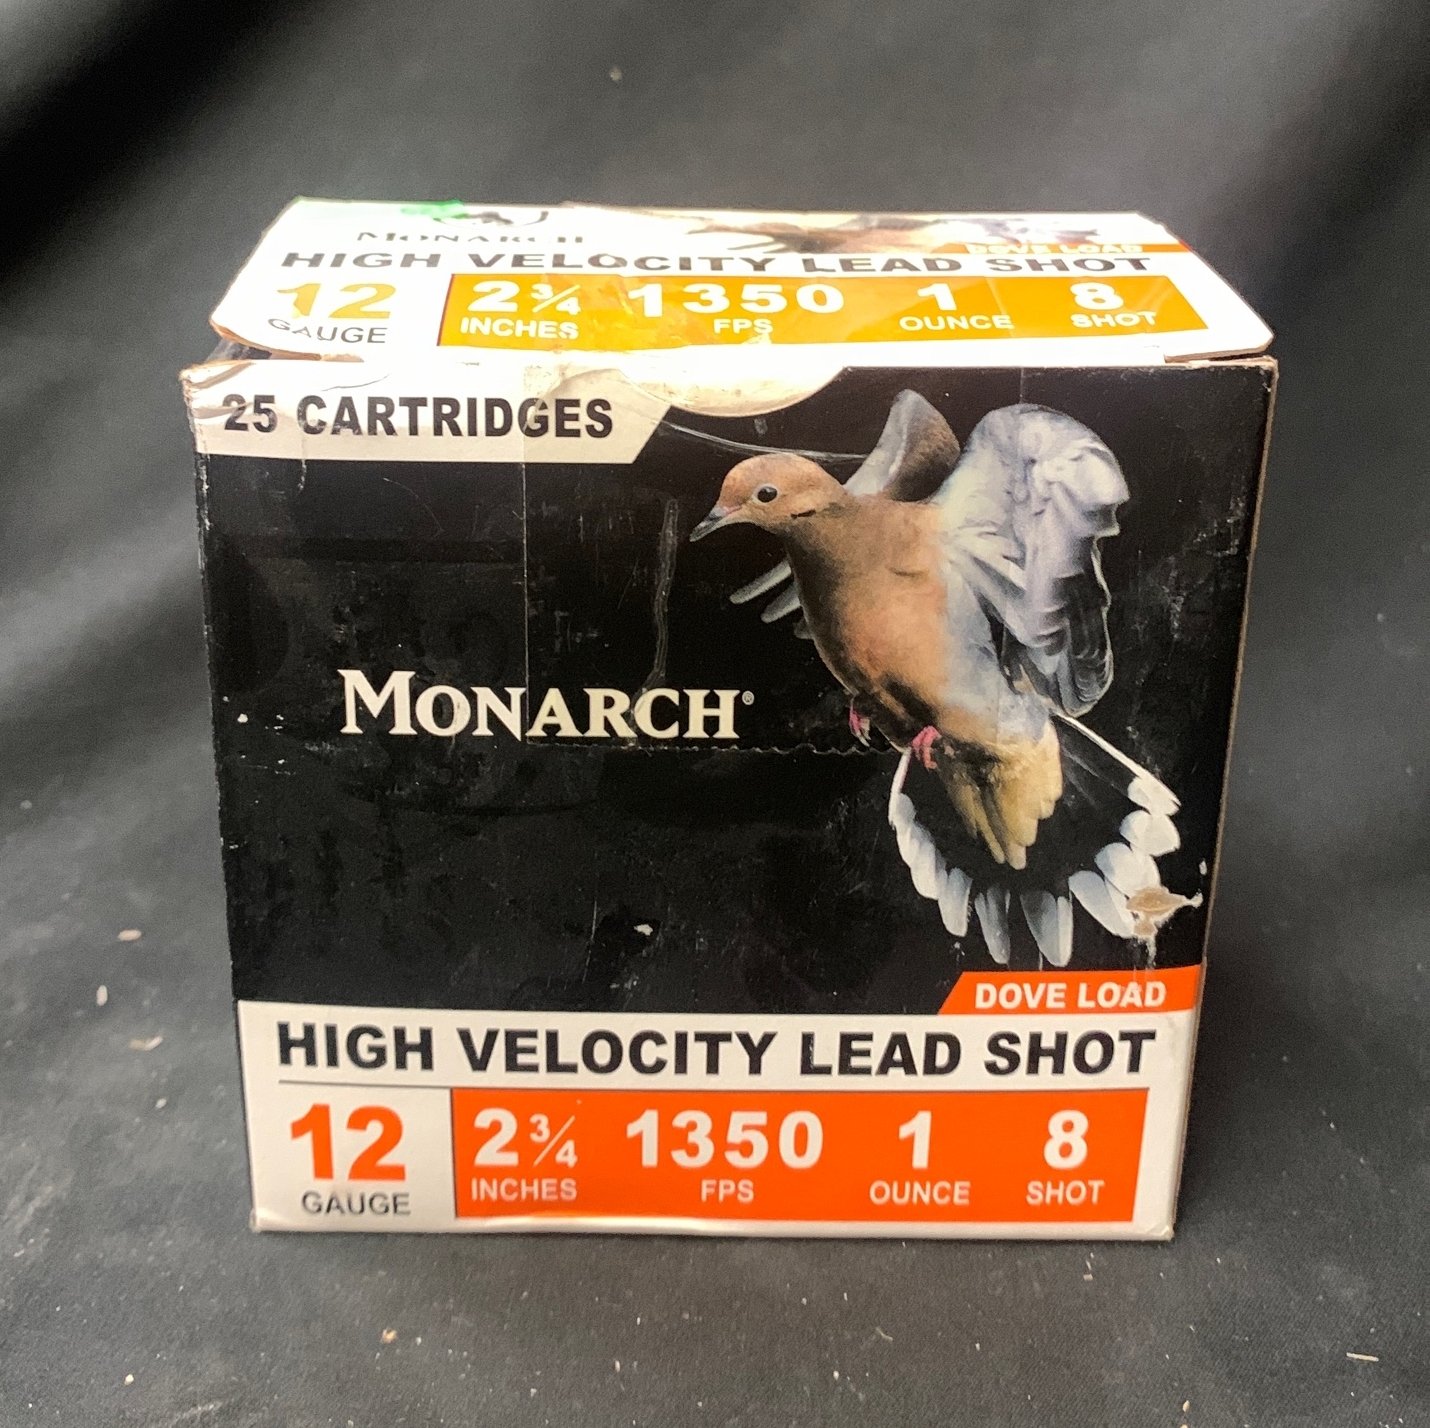 MONARCH
DOVE LOAD
HIGH VELOCITY LEAD SHOT
12 2 3/4 1350 1 8
GAUGE INCHES FPS OUNCE SHOT
25 CARTRIDGES
MONARCH®
DOVE LOAD
HIGH VELOCITY LEAD SHOT
12 2 3/4 1350 1 8
GAUGE INCHES FPS OUNCE SHOT